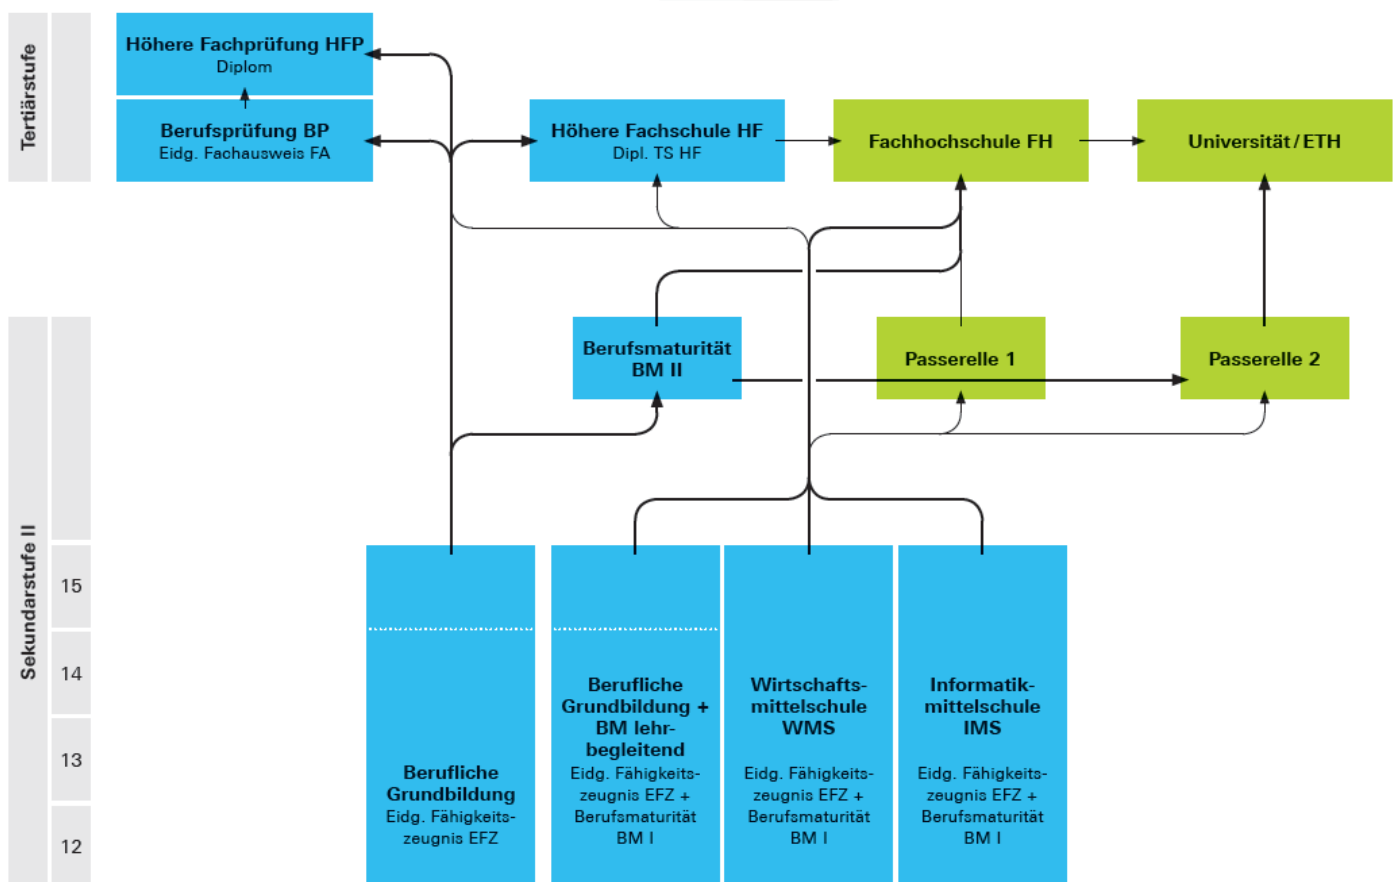 Tertiärstufe
Höhere Fachprüfung HFP
Diplom
Berufsprüfung BP
Eidg. Fachausweis FA
Höhere Fachschule HF
Dipl. TS HF
Fachhochschule FH
Universität/ETH
Sekundarstufe II
Berufsmaturität
BM II
Passerelle 1
Passerelle 2
15
14
13
12
Berufliche
Grundbildung
Eidg. Fähigkeits-
zeugnis EFZ
Berufliche
Grundbildung +
BM lehr-
begleitend
Eidg. Fähigkeits-
zeugnis EFZ +
Berufsmaturität
BM I
Wirtschafts-
mittelschule
WMS
Eidg. Fähigkeits-
zeugnis EFZ +
Berufsmaturität
BM I
Informatik-
mittelschule
IMS
Eidg. Fähigkeits-
zeugnis EFZ +
Berufsmaturität
BM I